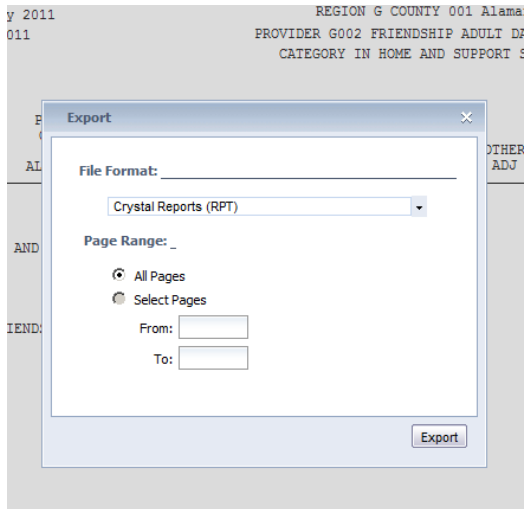 y 2011 REGION G COUNTY 001 Alama
011 PROVIDER G002 FRIENDSHIP ADULT DA
CATEGORY IN HOME AND SUPPORT S
Export
P
OTHER
AL ADJ
File Format:
Crystal Reports (RPT)
Page Range:
AND
All Pages
Select Pages
IENDS
From:
To:
Export